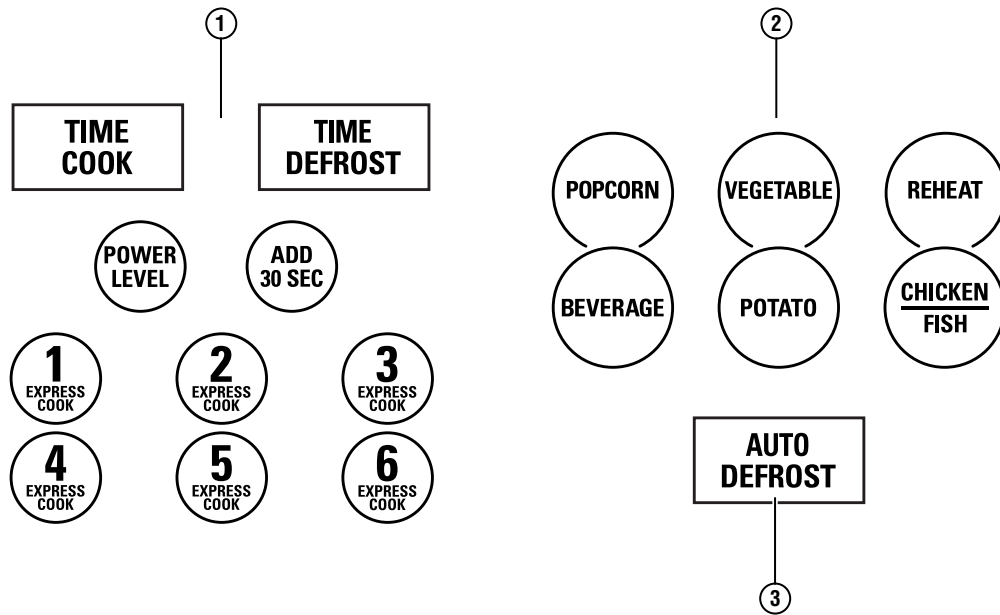 1
TIME
COOK
TIME
DEFROST
POWER
LEVEL
ADD
30 SEC
1
EXPRESS
COOK
2
EXPRESS
COOK
3
EXPRESS
COOK
4
EXPRESS
COOK
5
EXPRESS
COOK
6
EXPRESS
COOK
2
POPCORN
VEGETABLE
REHEAT
BEVERAGE
POTATO
CHICKEN
FISH
AUTO
DEFROST
3